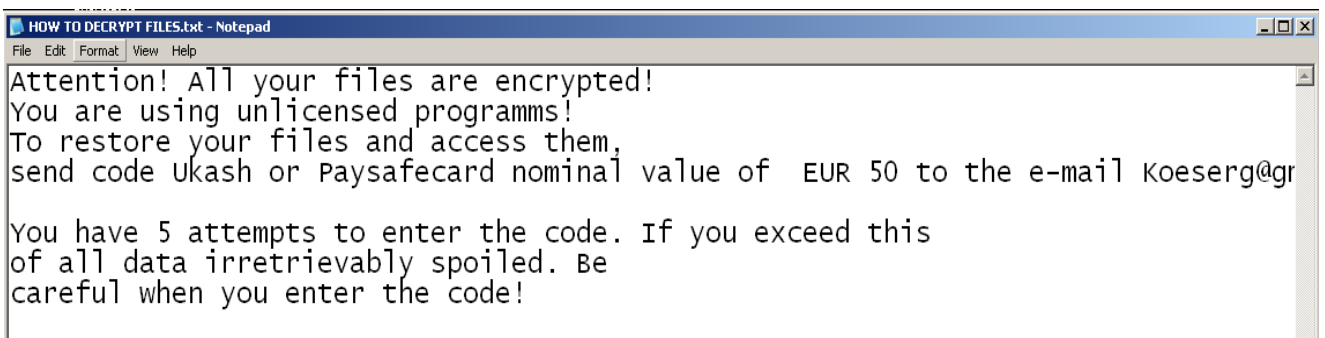 HOW TO DECRYPT FILES.txt - Notepad
File Edit Format View Help
Attention! All your files are encrypted!
You are using unlicensed programms!
To restore your files and access them,
send code Ukash or Paysafecard nominal value of  EUR 50 to the e-mail

You have 5 attempts to enter the code. If you exceed this
of all data irretrievably spoiled. Be
careful when you enter the code!